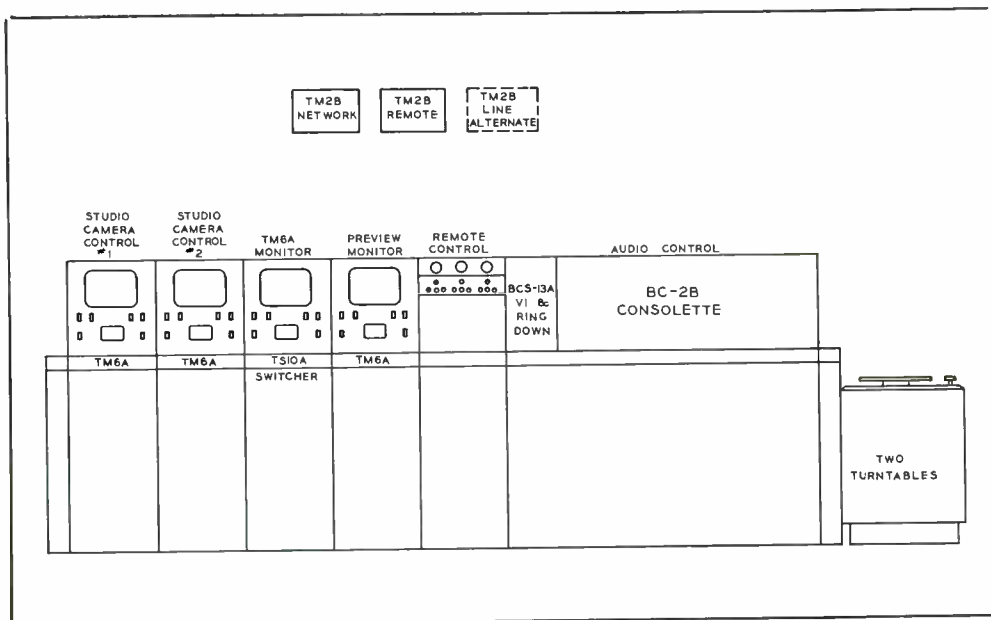 TM2B
NETWORK
TM2B
REMOTE
TM2B
LINE
ALTERNATE
STUDIO
CAMERA
CONTROL
#1
STUDIO
CAMERA
CONTROL
#2
TM6A
MONITOR
PREVIEW
MONITOR
REMOTE
CONTROL
AUDIO CONTROL
BCS-13A
VI &
RING
DOWN
BC-2B
CONSOLETTE
TM6A
TM6A
TS10A
TM6A
SWITCHER
TWO
TURNTABLES